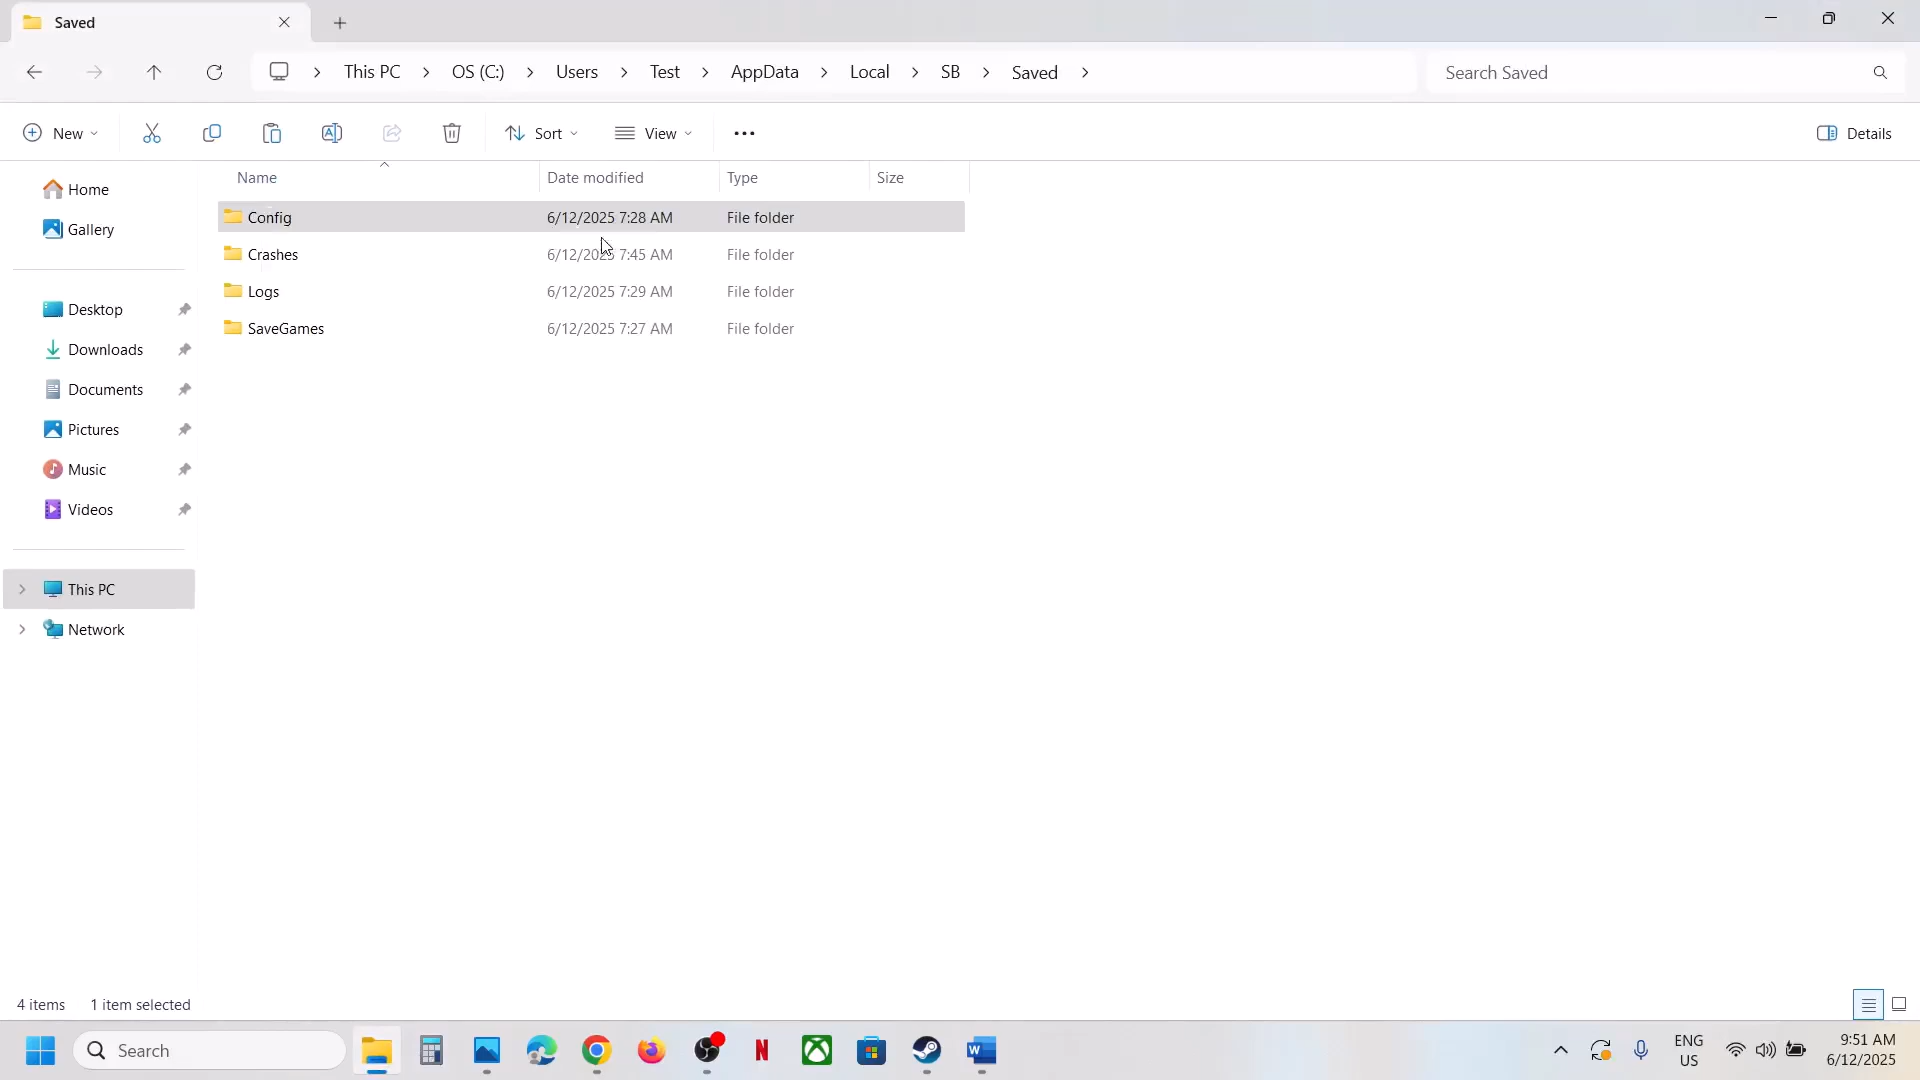 Saved
This PC > OS (C:) > Users > Test > AppData > Local > SB > Saved >
Search Saved
New
Sort
View
Details
Name Date modified Type Size
Config 6/12/2025 7:28 AM File folder
Crashes 6/12/2025 7:45 AM File folder
Logs 6/12/2025 7:29 AM File folder
SaveGames 6/12/2025 7:27 AM File folder
Home
Gallery
Desktop
Downloads
Documents
Pictures
Music
Videos
This PC
Network
4 items 1 item selected
Search
ENG
US
9:51 AM
6/12/2025